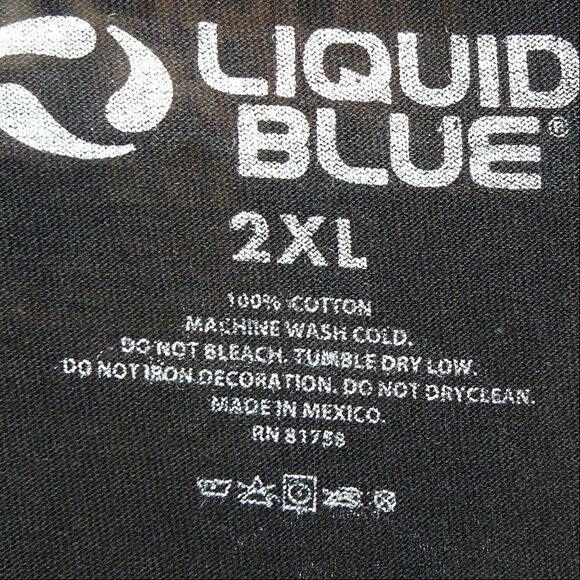 LIQUID
BLUE®
2XL
100% COTTON
MACHINE WASH COLD.
DO NOT BLEACH. TUMBLE DRY LOW.
DO NOT IRON DECORATION. DO NOT DRYCLEAN.
MADE IN MEXICO.
RN 81758